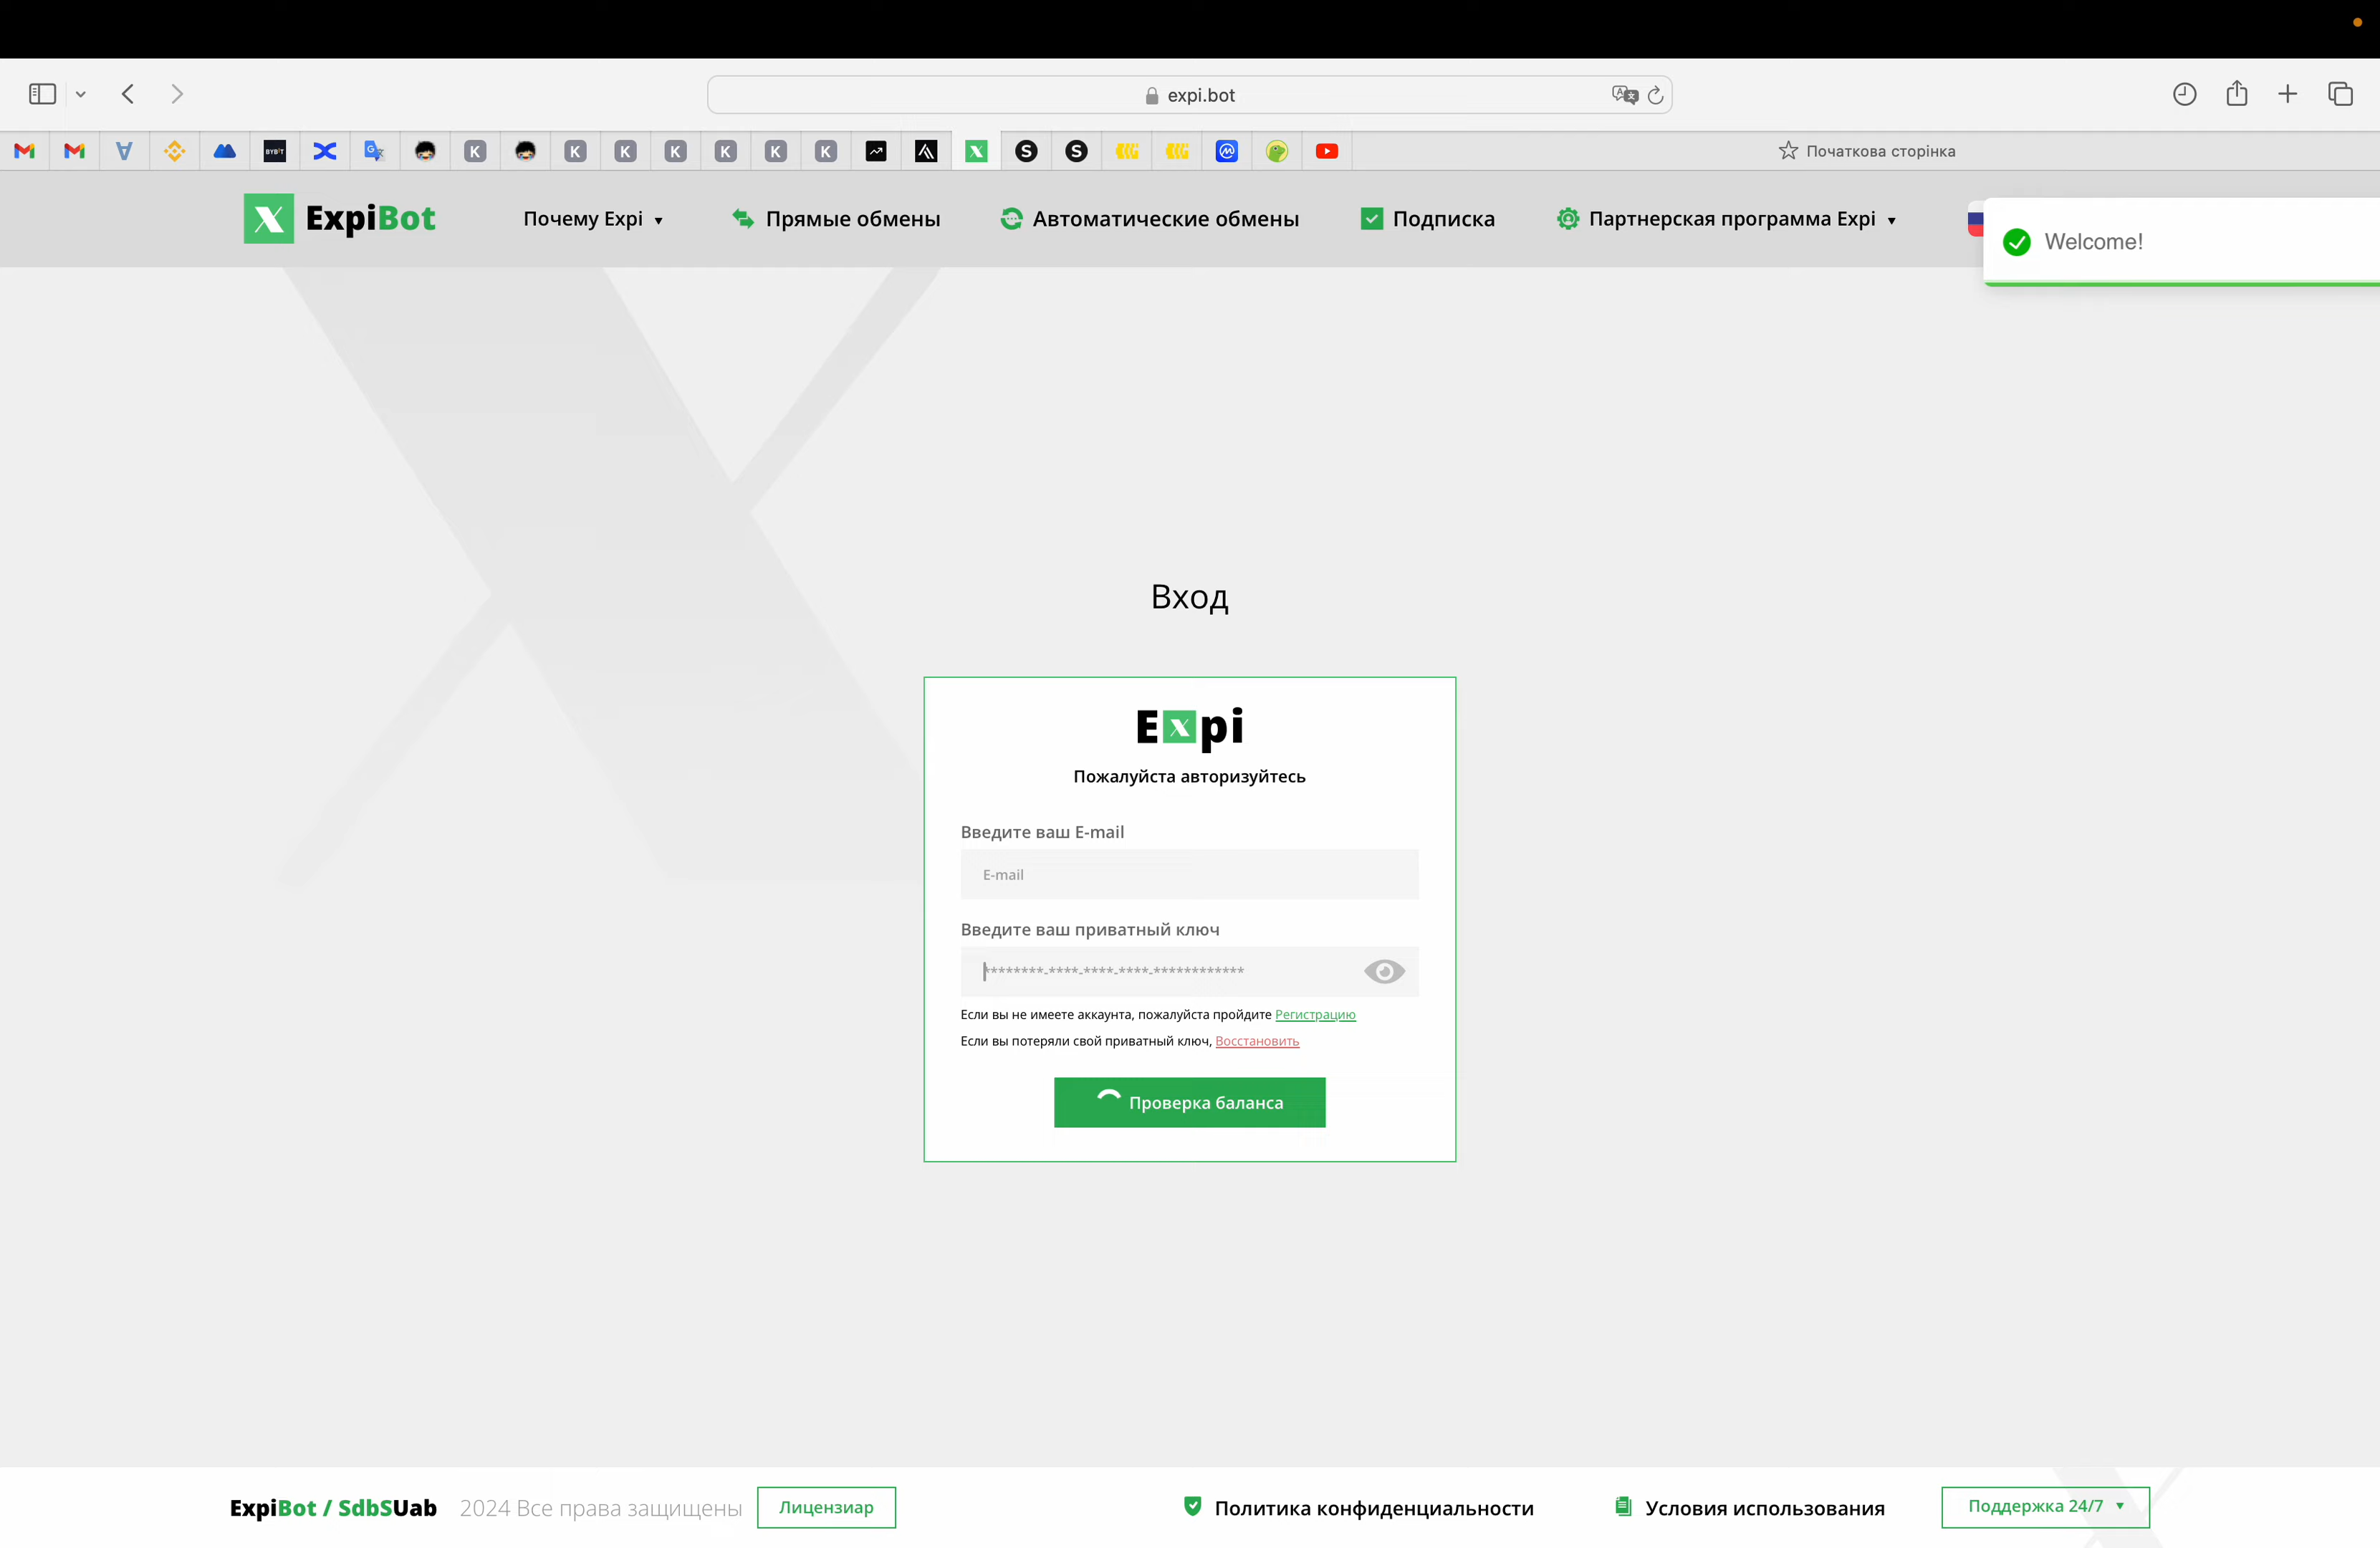 expi.bot
BYBIT
K K K K K K K S S
Початкова сторінка
ExpiBot
Почему Expi
Прямые обмены
Автоматические обмены
Подписка
Партнерская программа Expi
Welcome!
Вход
Expi
Пожалуйста авторизуйтесь
Введите ваш E-mail
E-mail
Введите ваш приватный ключ
********-****-****-****-************
Если вы не имеете аккаунта, пожалуйста пройдите Регистрацию
Если вы потеряли свой приватный ключ, Восстановить
Проверка баланса
ExpiBot / SdbSUab 2024 Все права защищены Лицензиар
Политика конфиденциальности
Условия использования
Поддержка 24/7